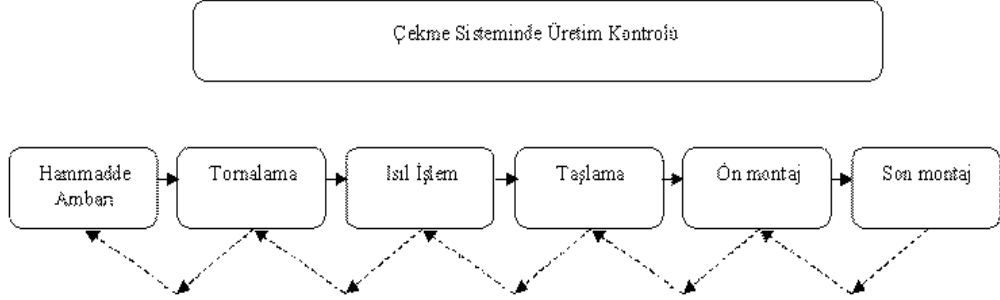 Çekme Sisteminde Üretim Kontrolü
Hammadde
Ambarı
Tornalama
Isıl İşlem
Taşlama
Ön montaj
Son montaj